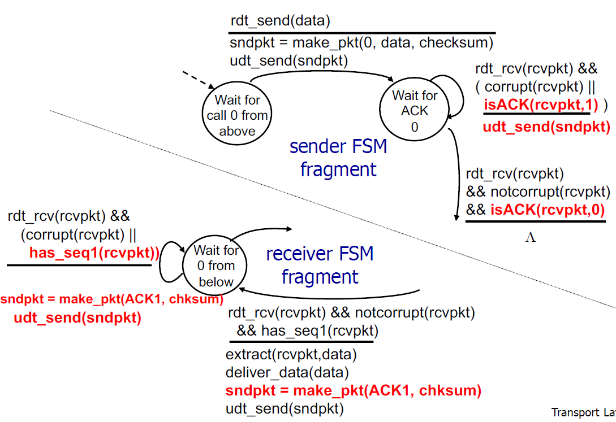 rdt_send(data)
sndpkt = make_pkt(0, data, checksum)
udt_send(sndpkt)
Wait for
call 0 from
above
Wait for
ACK
0
rdt_rcv(rcvpkt) &&
( corrupt(rcvpkt) ||
isACK(rcvpkt,1) )
udt_send(sndpkt)
sender FSM
fragment
rdt_rcv(rcvpkt)
&& notcorrupt(rcvpkt)
&& isACK(rcvpkt,0)
Λ
rdt_rcv(rcvpkt) &&
(corrupt(rcvpkt) ||
has_seq1(rcvpkt))
sndpkt = make_pkt(ACK1, chksum)
udt_send(sndpkt)
Wait for
0 from
below
receiver FSM
fragment
rdt_rcv(rcvpkt) && notcorrupt(rcvpkt)
&& has_seq1(rcvpkt)
extract(rcvpkt,data)
deliver_data(data)
sndpkt = make_pkt(ACK1, chksum)
udt_send(sndpkt)
Transport La